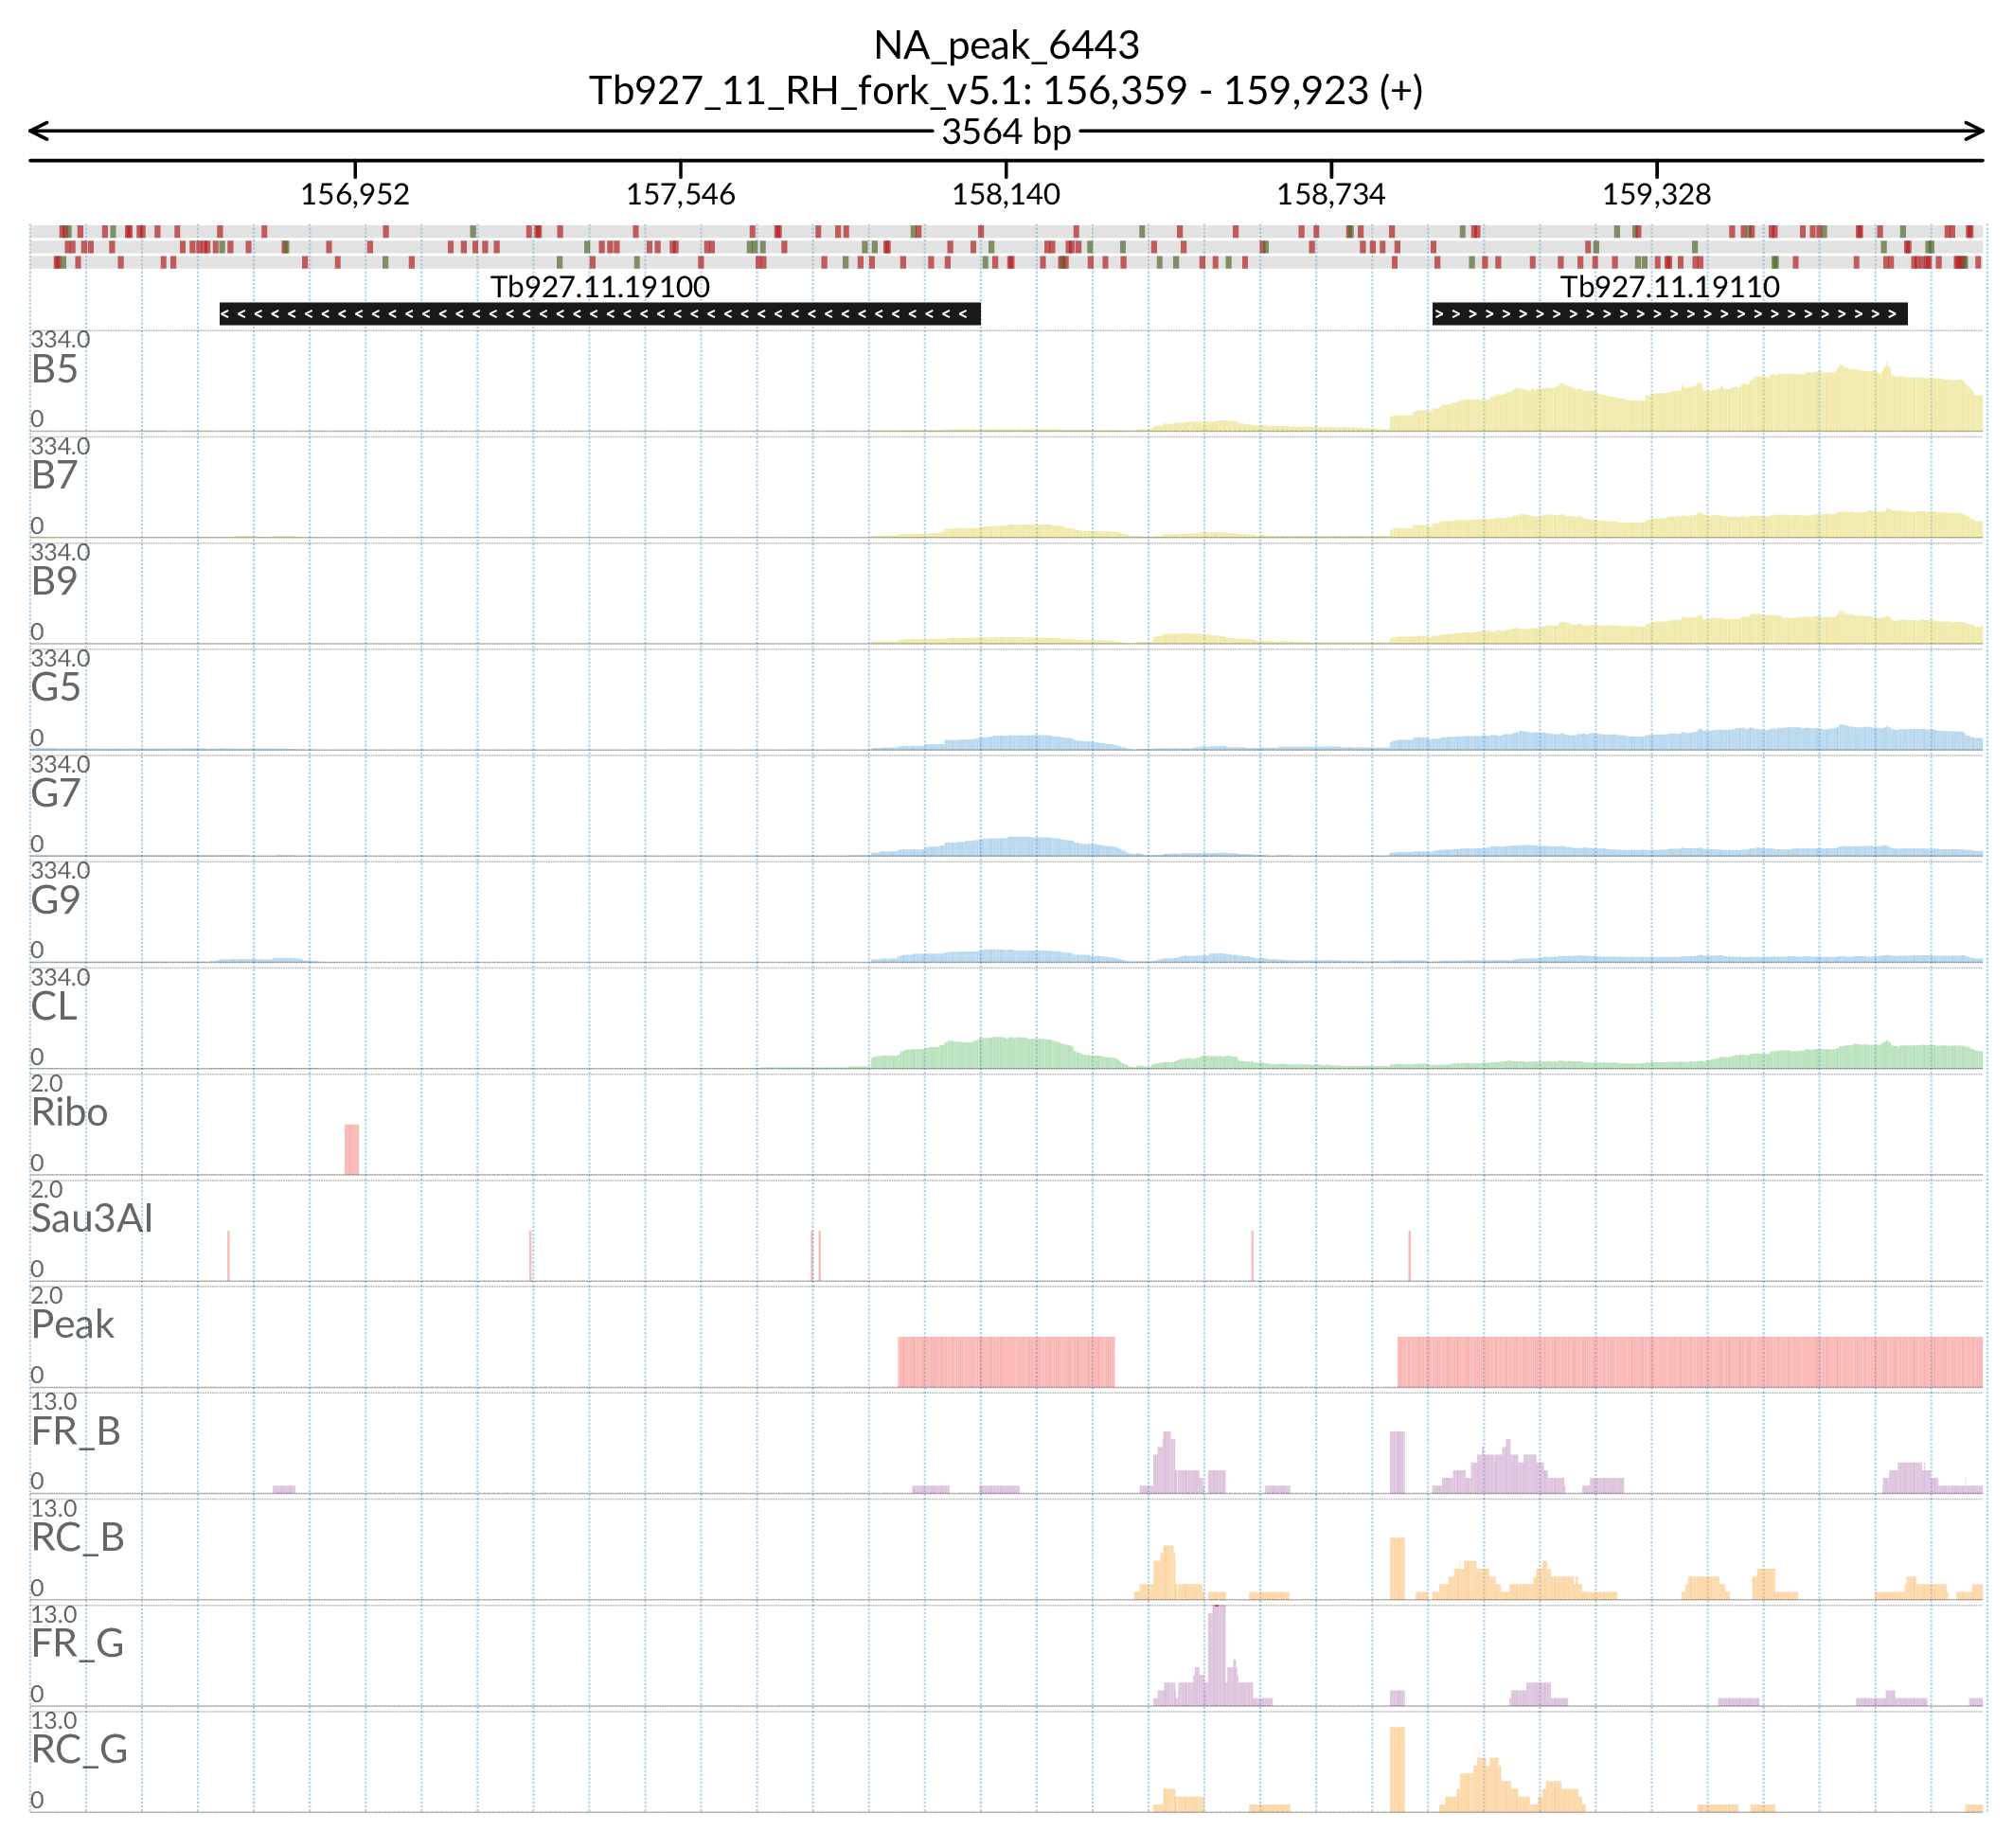 NA_peak_6443
Tb927_11_RH_fork_v5.1: 156,359 - 159,923 (+)
3564 bp
156,952 157,546 158,140 158,734 159,328
Tb927.11.19100 Tb927.11.19110
334.0
B5
0
334.0
B7
0
334.0
B9
0
334.0
G5
0
334.0
G7
0
334.0
G9
0
334.0
CL
0
2.0
Ribo
0
2.0
Sau3AI
0
2.0
Peak
0
13.0
FR_B
0
13.0
RC_B
0
13.0
FR_G
0
13.0
RC_G
0